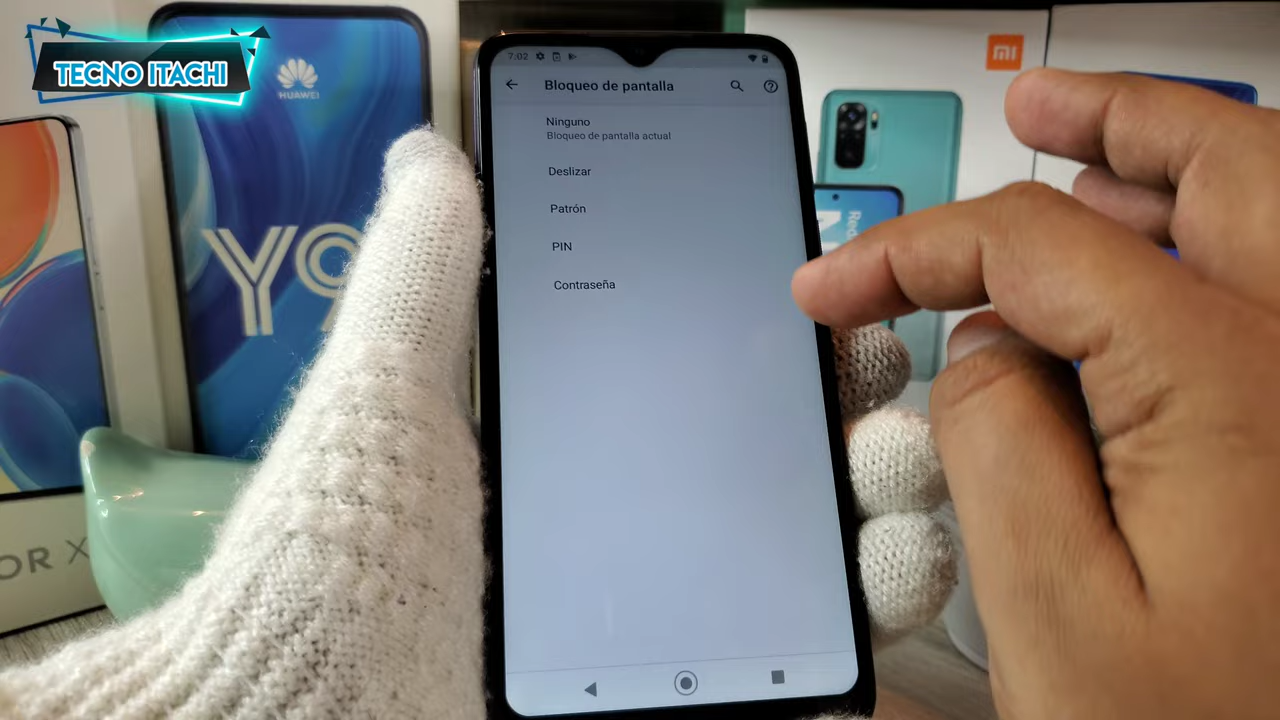 TECNO ITACHI
HUAWEI
Y9
OR X
mi
Red
7:02
Bloqueo de pantalla
Ninguno
Bloqueo de pantalla actual
Deslizar
Patrón
PIN
Contraseña